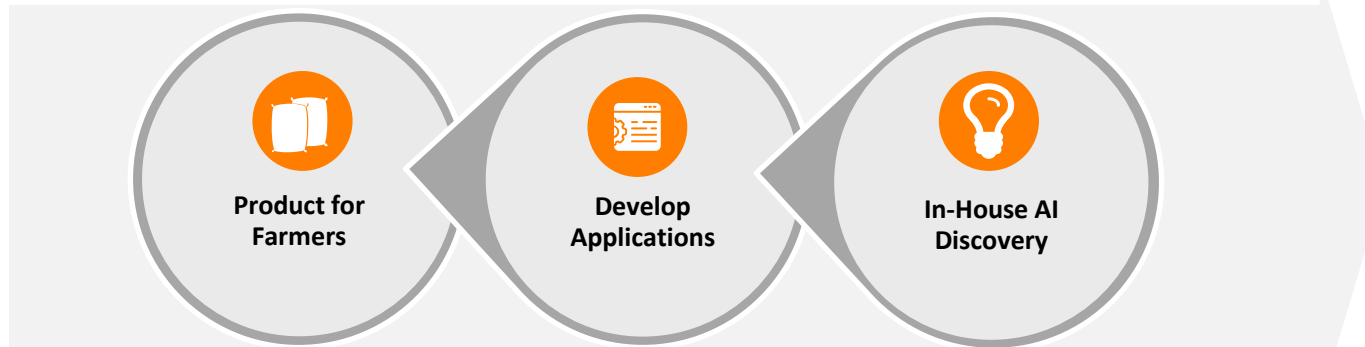 Product for
Farmers
Develop
Applications
In-House AI
Discovery